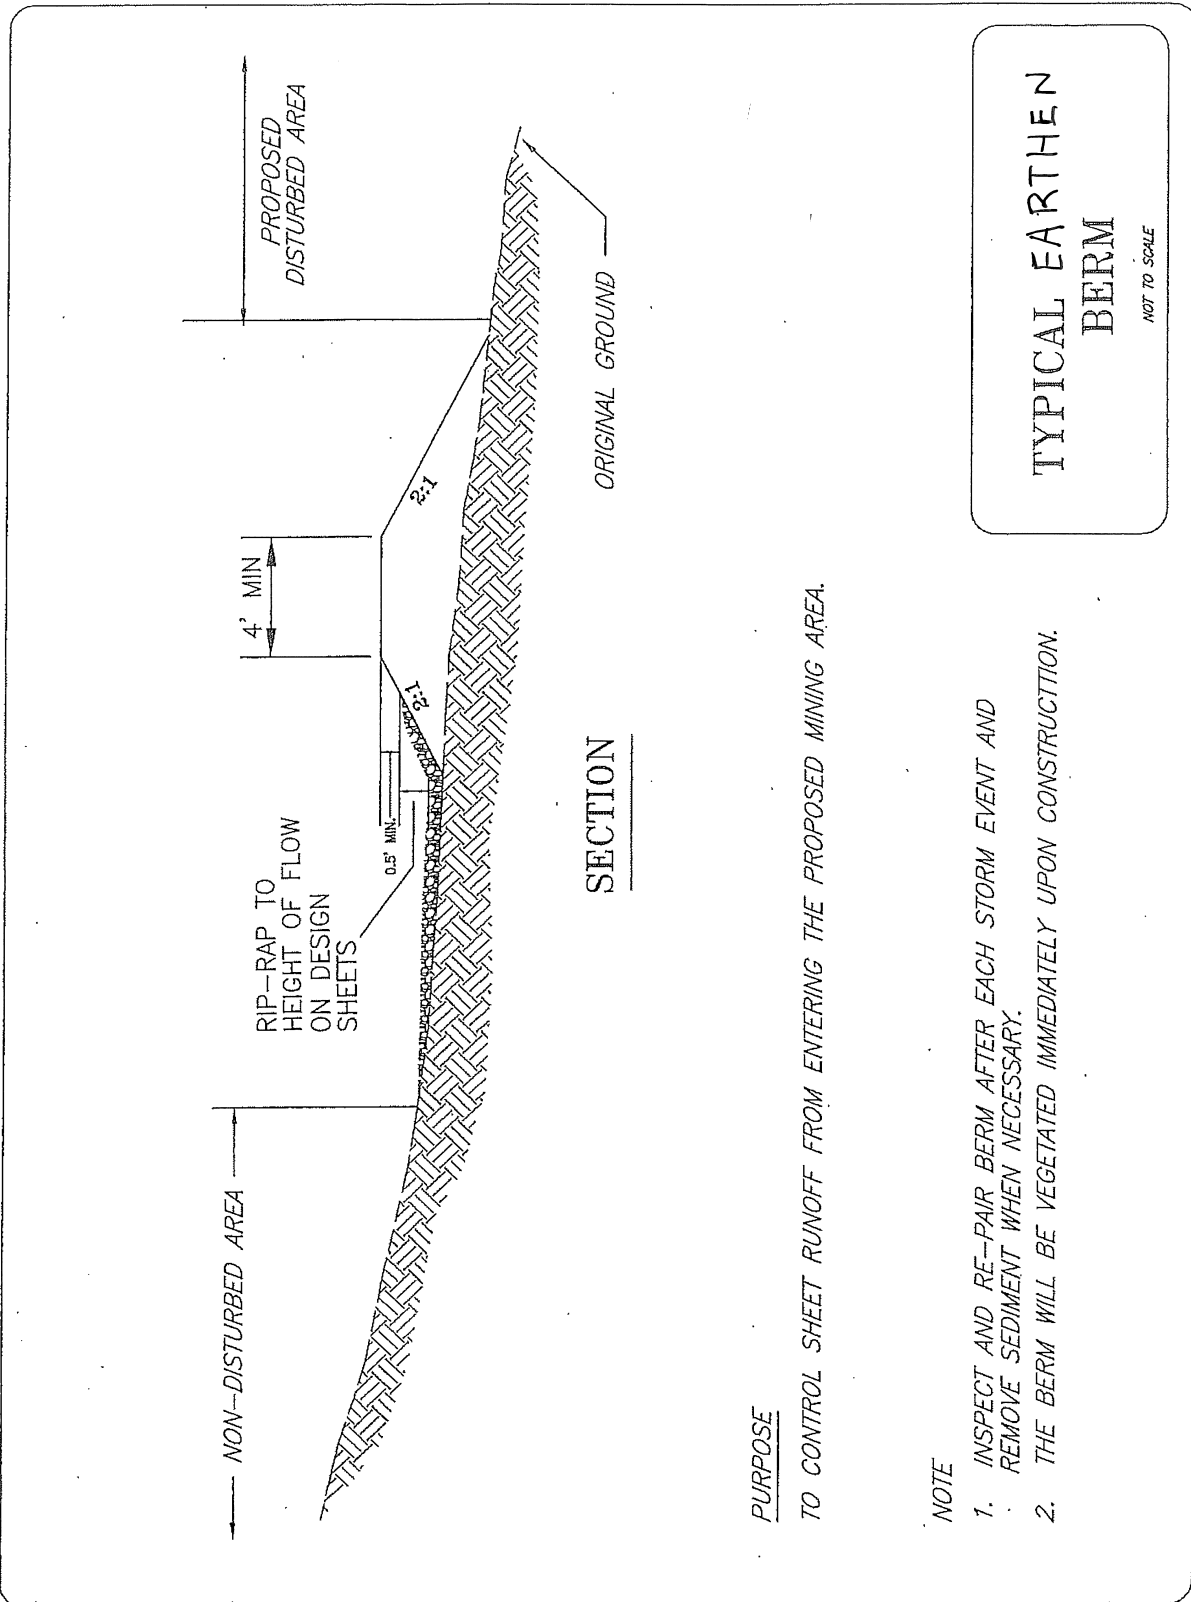 NON-DISTURBED AREA
RIP-RAP TO
HEIGHT OF FLOW
ON DESIGN
SHEETS
0.5' MIN.
4' MIN
2:1
2:1
PROPOSED
DISTURBED AREA
ORIGINAL GROUND
SECTION
PURPOSE
TO CONTROL SHEET RUNOFF FROM ENTERING THE PROPOSED MINING AREA.
NOTE
1. INSPECT AND RE-PAIR BERM AFTER EACH STORM EVENT AND
REMOVE SEDIMENT WHEN NECESSARY.
2. THE BERM WILL BE VEGETATED IMMEDIATELY UPON CONSTRUCTION.
TYPICAL EARTHEN
BERM
NOT TO SCALE